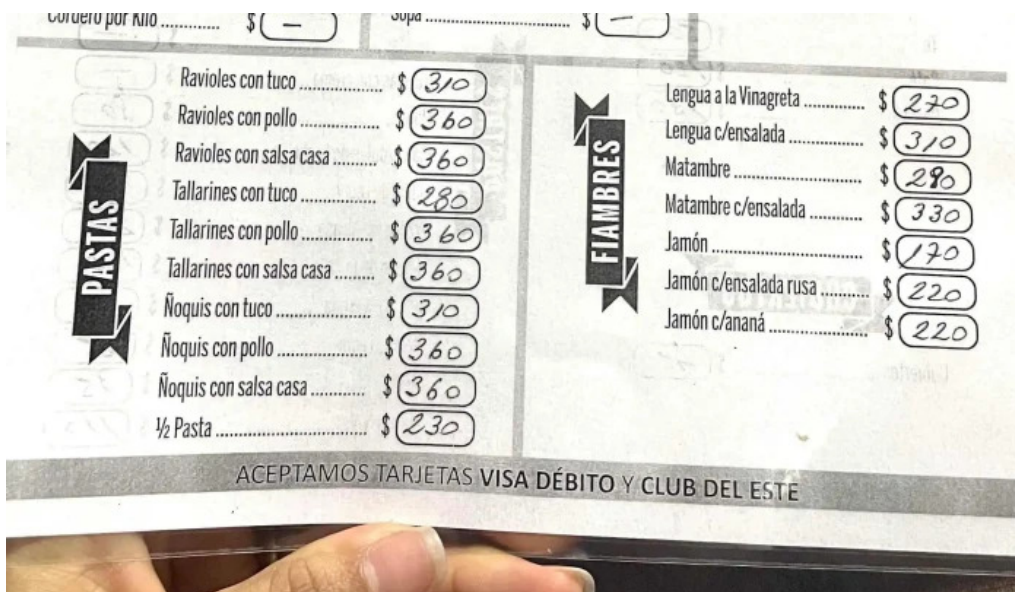 Cordero por Kilo .......... $ —
Sopa .......... $ —
PASTAS
Ravioles con tuco .......... $ 310
Ravioles con pollo .......... $ 360
Ravioles con salsa casa .......... $ 360
Tallarines con tuco .......... $ 280
Tallarines con pollo .......... $ 360
Tallarines con salsa casa .......... $ 360
Ñoquis con tuco .......... $ 310
Ñoquis con pollo .......... $ 360
Ñoquis con salsa casa .......... $ 360
½ Pasta .......... $ 230
FIAMBRES
Lengua a la Vinagreta .......... $ 270
Lengua c/ensalada .......... $ 310
Matambre .......... $ 290
Matambre c/ensalada .......... $ 330
Jamón .......... $ 170
Jamón c/ensalada rusa .......... $ 220
Jamón c/ananá .......... $ 220
ACEPTAMOS TARJETAS VISA DÉBITO Y CLUB DEL ESTE